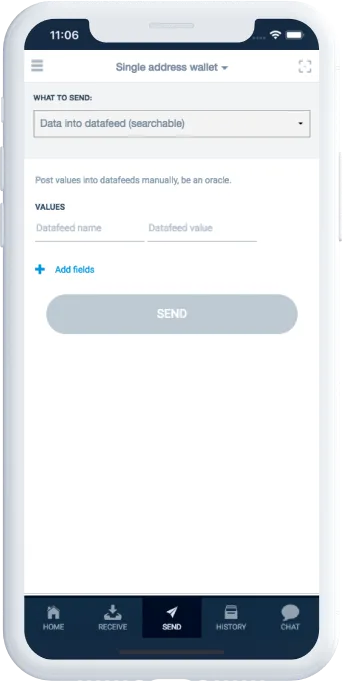 11:06
Single address wallet
WHAT TO SEND:
Data into datafeed (searchable)
Post values into datafeeds manually, be an oracle.
VALUES
Datafeed name Datafeed value
+ Add fields
SEND
HOME RECEIVE SEND HISTORY CHAT